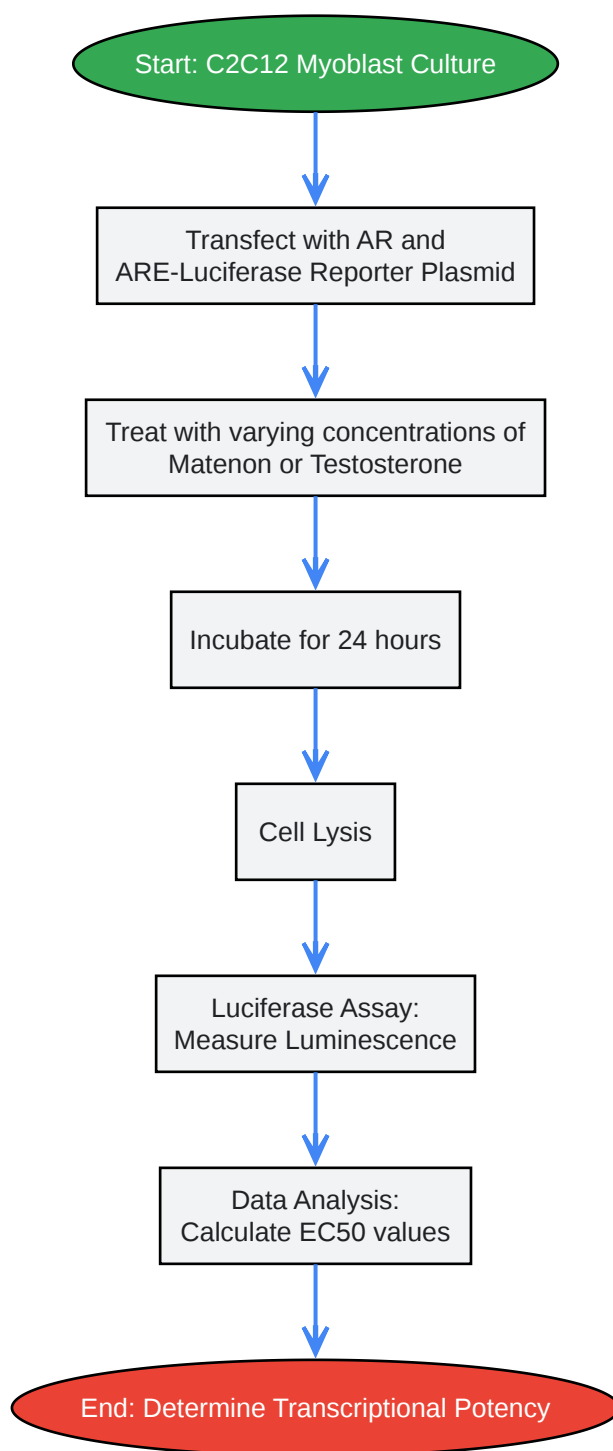 Start: C2C12 Myoblast Culture
Transfect with AR and
ARE-Luciferase Reporter Plasmid
Treat with varying concentrations of
Matenon or Testosterone
Incubate for 24 hours
Cell Lysis
Luciferase Assay:
Measure Luminescence
Data Analysis:
Calculate EC50 values
End: Determine Transcriptional Potency